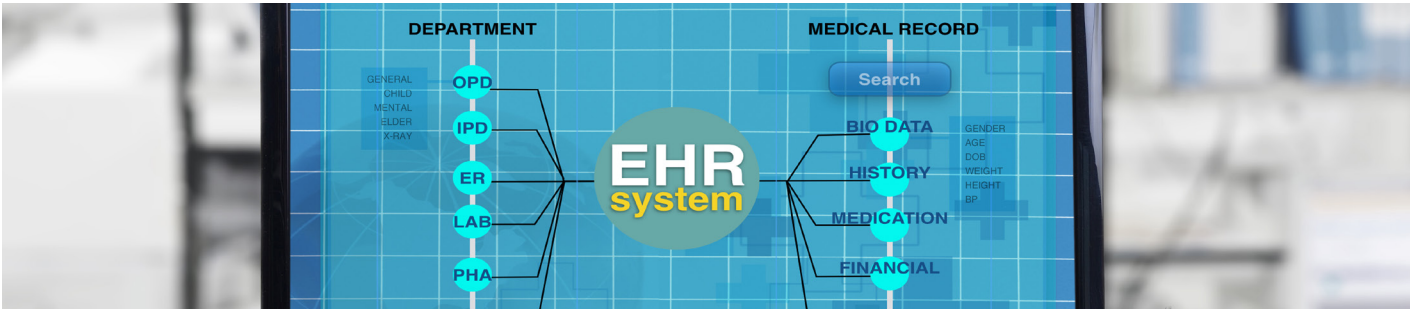 DEPARTMENT
GENERAL
CHILD
MENTAL
ELDER
X-RAY
OPD
IPD
ER
LAB
PHA
EHR
system
MEDICAL RECORD
Search
BIO DATA
HISTORY
MEDICATION
FINANCIAL
GENDER
AGE
DOB
WEIGHT
HEIGHT
BP